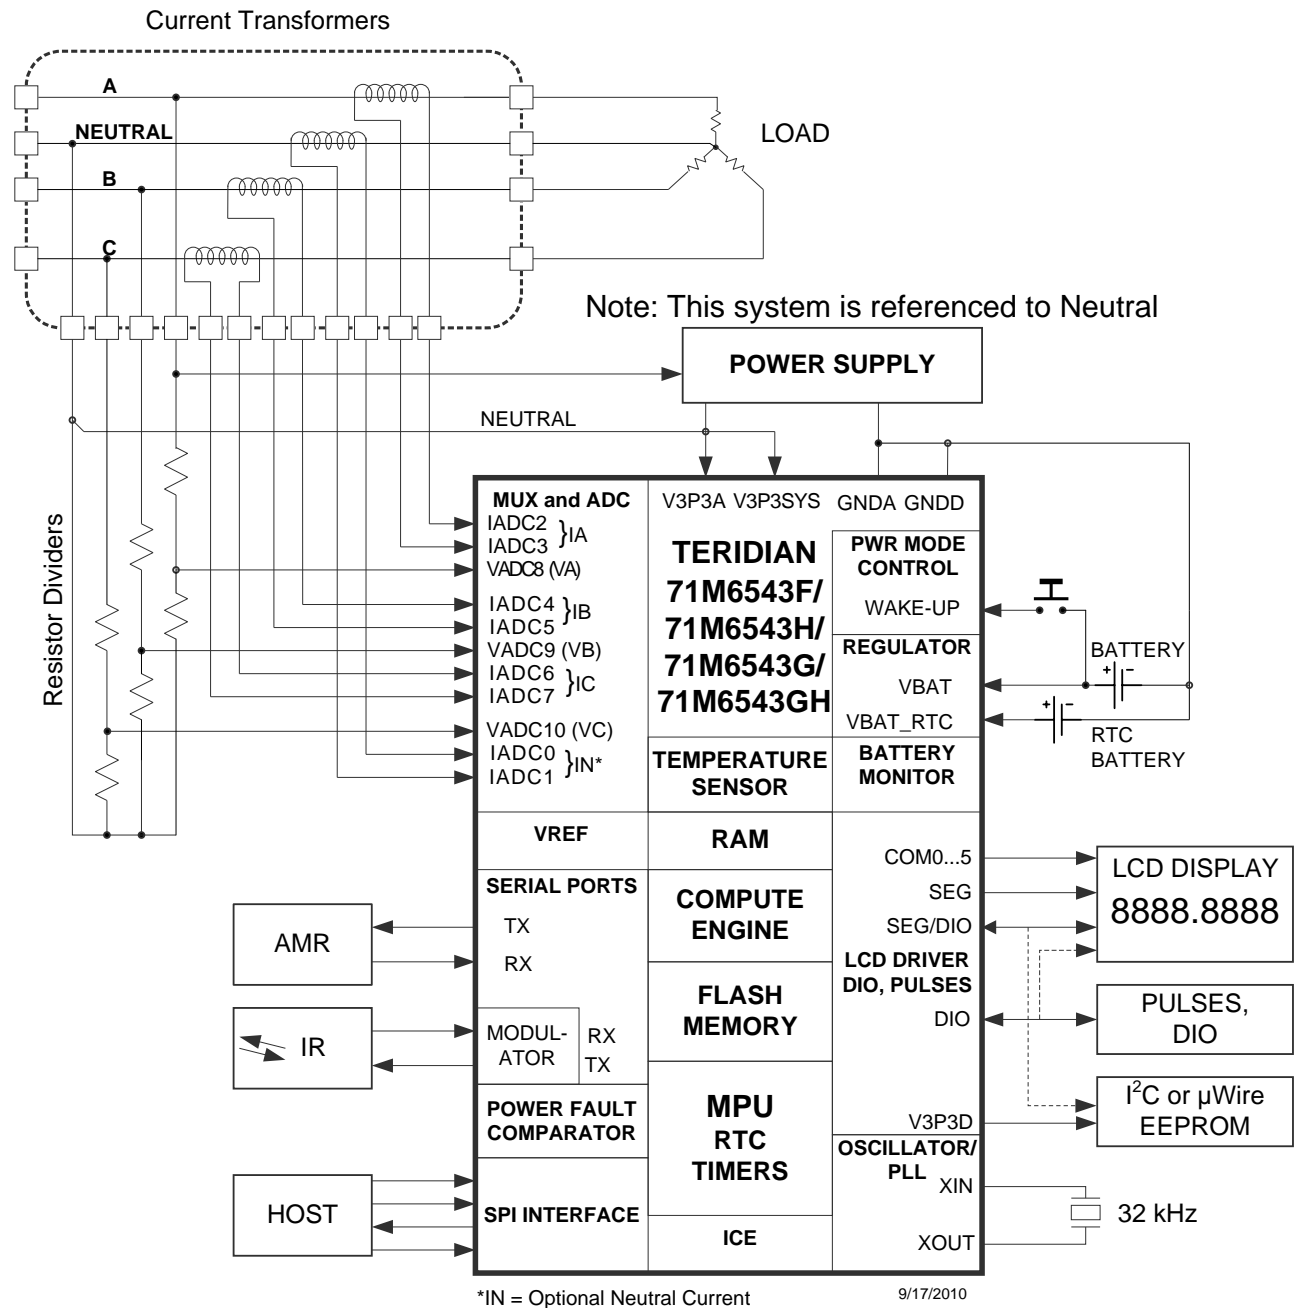 Current Transformers
A
NEUTRAL
B
C
LOAD
Note: This system is referenced to Neutral
POWER SUPPLY
NEUTRAL
Resistor Dividers
MUX and ADC
IADC2
IADC3
}IA
VADC8 (VA)
IADC4
IADC5
}IB
VADC9 (VB)
IADC6
IADC7
}IC
VADC10 (VC)
IADC0
IADC1
}IN*
V3P3A V3P3SYS
GNDA GNDD
TERIDIAN
71M6543F/
71M6543H/
71M6543G/
71M6543GH
PWR MODE
CONTROL
WAKE-UP
REGULATOR
VBAT
VBAT_RTC
BATTERY
+ -
+ -
RTC
BATTERY
TEMPERATURE
SENSOR
BATTERY
MONITOR
VREF
RAM
COM0...5
SEG
SEG/DIO
LCD DRIVER
DIO, PULSES
DIO
V3P3D
LCD DISPLAY
8888.8888
PULSES,
DIO
I2C or µWire
EEPROM
SERIAL PORTS
TX
RX
AMR
COMPUTE
ENGINE
FLASH
MEMORY
IR
MODUL-
ATOR
RX
TX
POWER FAULT
COMPARATOR
MPU
RTC
TIMERS
OSCILLATOR/
PLL
XIN
XOUT
32 kHz
HOST
SPI INTERFACE
ICE
*IN = Optional Neutral Current
9/17/2010